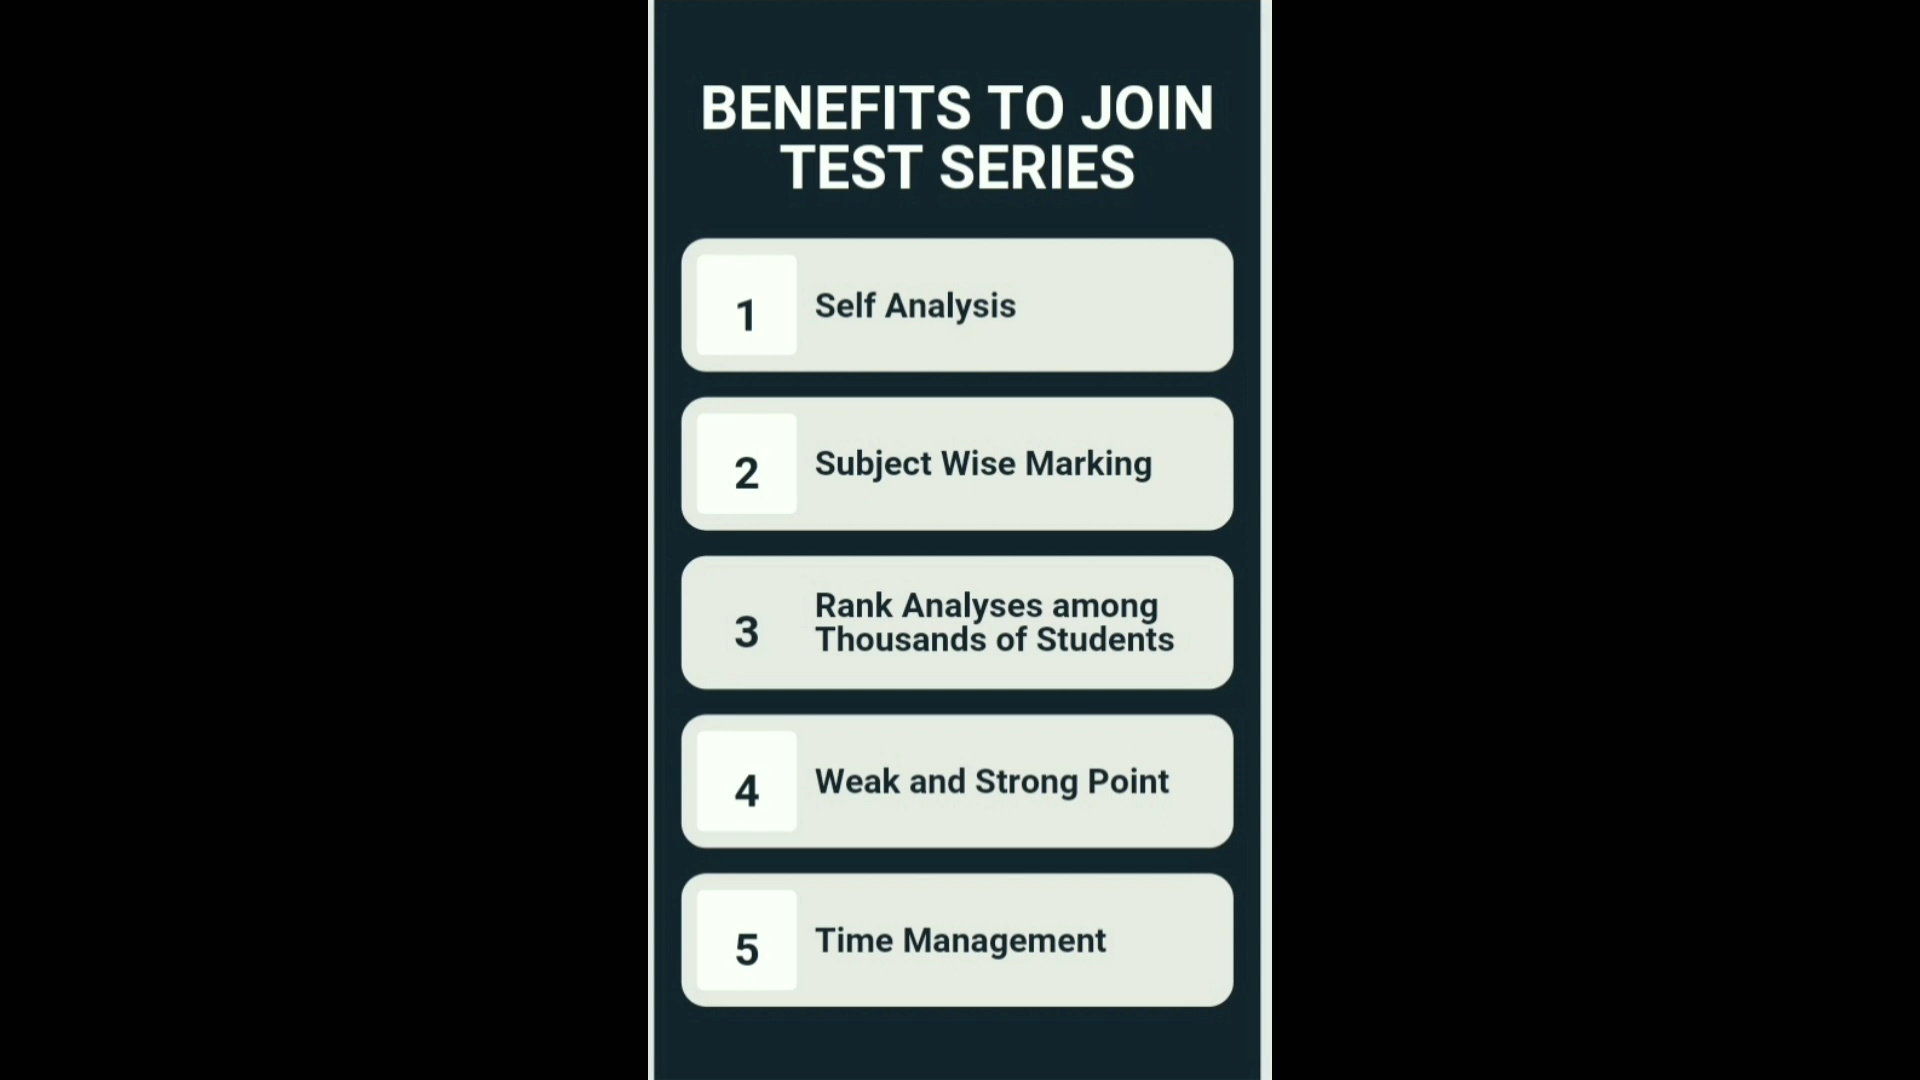 BENEFITS TO JOIN
TEST SERIES
1
Self Analysis
2
Subject Wise Marking
3
Rank Analyses among
Thousands of Students
4
Weak and Strong Point
5
Time Management